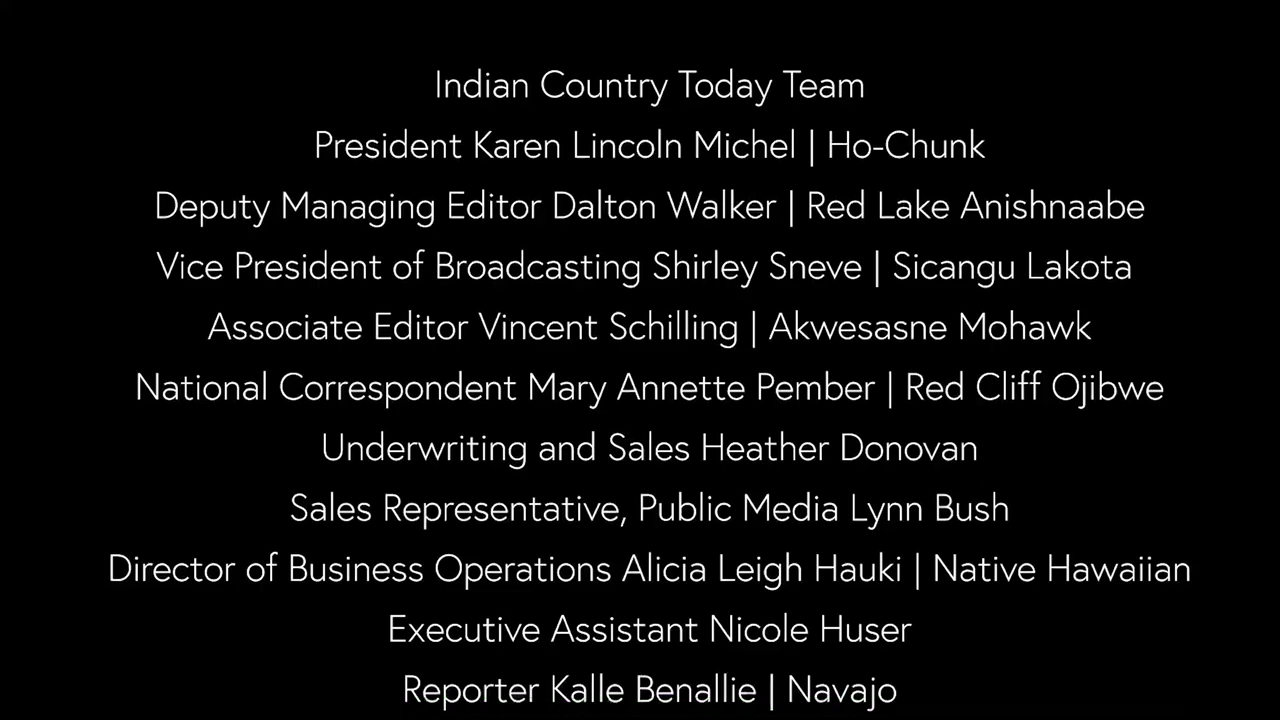 Indian Country Today Team
President Karen Lincoln Michel | Ho-Chunk
Deputy Managing Editor Dalton Walker | Red Lake Anishnaabe
Vice President of Broadcasting Shirley Sneve | Sicangu Lakota
Associate Editor Vincent Schilling | Akwesasne Mohawk
National Correspondent Mary Annette Pember | Red Cliff Ojibwe
Underwriting and Sales Heather Donovan
Sales Representative, Public Media Lynn Bush
Director of Business Operations Alicia Leigh Hauki | Native Hawaiian
Executive Assistant Nicole Huser
Reporter Kalle Benallie | Navajo